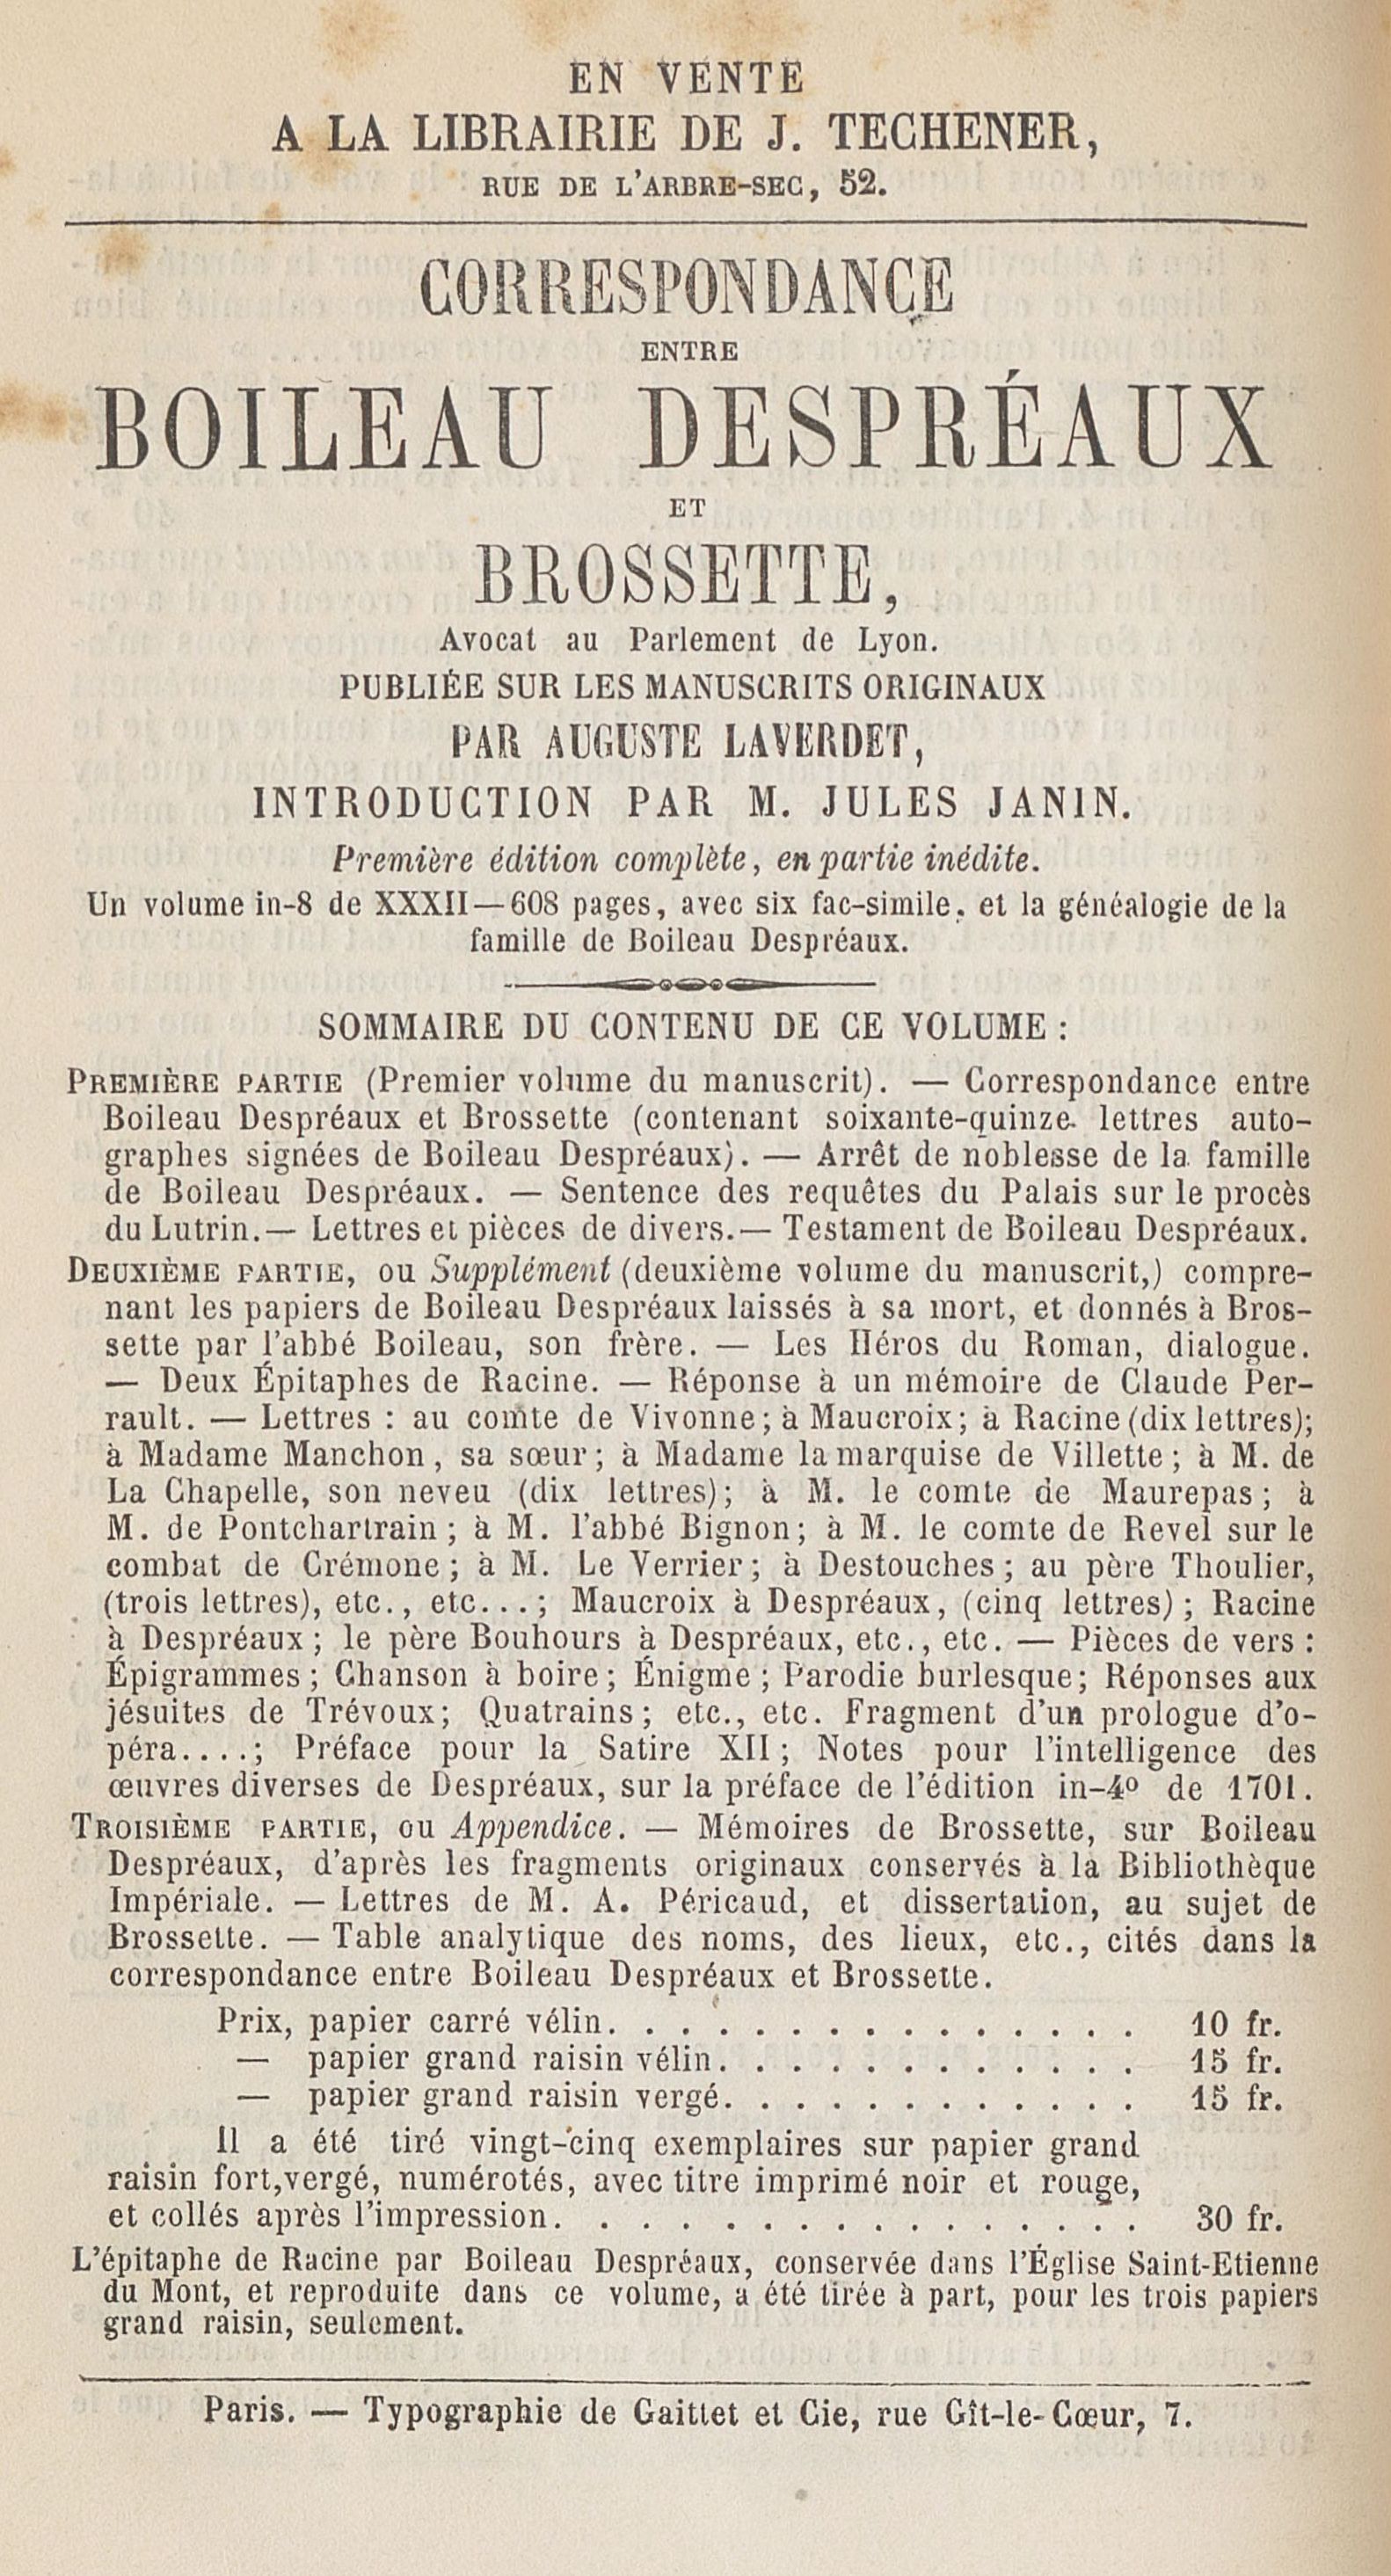 EN VENTE
A LA LIBRAIRIE DE J. TECHENER,
RUE DE L'ARBRE-SEC, 52.
CORRESPONDANCE
ENTRE
BOILEAU DESPRÉAUX
ET
BROSSETTE,
Avocat au Parlement de Lyon.
PUBLIÉE SUR LES MANUSCRITS ORIGINAUX
PAR AUGUSTE LAVERDET,
INTRODUCTION PAR M. JULES JANIN.
Première édition complète, en partie inédite.
Un volume in-8 de XXXII—608 pages, avec six fac-simile, et la généalogie de la
famille de Boileau Despréaux.
SOMMAIRE DU CONTENU DE CE VOLUME :
PREMIÈRE PARTIE (Premier volume du manuscrit). — Correspondance entre
Boileau Despréaux et Brossette (contenant soixante-quinze lettres auto-
graphes signées de Boileau Despréaux). — Arrêt de noblesse de la famille
de Boileau Despréaux. — Sentence des requêtes du Palais sur le procès
du Lutrin.— Lettres et pièces de divers.— Testament de Boileau Despréaux.
DEUXIÈME PARTIE, ou Supplément (deuxième volume du manuscrit,) compre-
nant les papiers de Boileau Despréaux laissés à sa mort, et donnés à Bros-
sette par l'abbé Boileau, son frère. — Les Héros du Roman, dialogue.
— Deux Épitaphes de Racine. — Réponse à un mémoire de Claude Per-
rault. — Lettres : au comte de Vivonne; à Maucroix; à Racine (dix lettres);
à Madame Manchon, sa sœur; à Madame la marquise de Villette; à M. de
La Chapelle, son neveu (dix lettres); à M. le comte de Maurepas; à
M. de Pontchartrain; à M. l'abbé Bignon; à M. le comte de Revel sur le
combat de Crémone; à M. Le Verrier; à Destouches; au père Thoulier,
(trois lettres), etc., etc...; Maucroix à Despréaux, (cinq lettres); Racine
à Despréaux; le père Bouhours à Despréaux, etc., etc. — Pièces de vers :
Épigrammes; Chanson à boire; Énigme; Parodie burlesque; Réponses aux
jésuites de Trévoux; Quatrains; etc., etc. Fragment d'un prologue d'o-
péra....; Préface pour la Satire XII; Notes pour l'intelligence des
œuvres diverses de Despréaux, sur la préface de l'édition in-4º de 1701.
TROISIÈME PARTIE, ou Appendice. — Mémoires de Brossette, sur Boileau
Despréaux, d'après les fragments originaux conservés à la Bibliothèque
Impériale. — Lettres de M. A. Péricaud, et dissertation, au sujet de
Brossette. — Table analytique des noms, des lieux, etc., cités dans la
correspondance entre Boileau Despréaux et Brossette.
Prix, papier carré vélin. . . . . . . . . . . . . . . . 10 fr.
— papier grand raisin vélin. . . . . . . . . . . . . 15 fr.
— papier grand raisin vergé. . . . . . . . . . . . . 15 fr.
Il a été tiré vingt-cinq exemplaires sur papier grand
raisin fort, vergé, numérotés, avec titre imprimé noir et rouge,
et collés après l'impression. . . . . . . . . . . . . . . . . 30 fr.
L'épitaphe de Racine par Boileau Despréaux, conservée dans l'Église Saint-Etienne
du Mont, et reproduite dans ce volume, a été tirée à part, pour les trois papiers
grand raisin, seulement.
Paris. — Typographie de Gaittet et Cie, rue Gît-le-Cœur, 7.